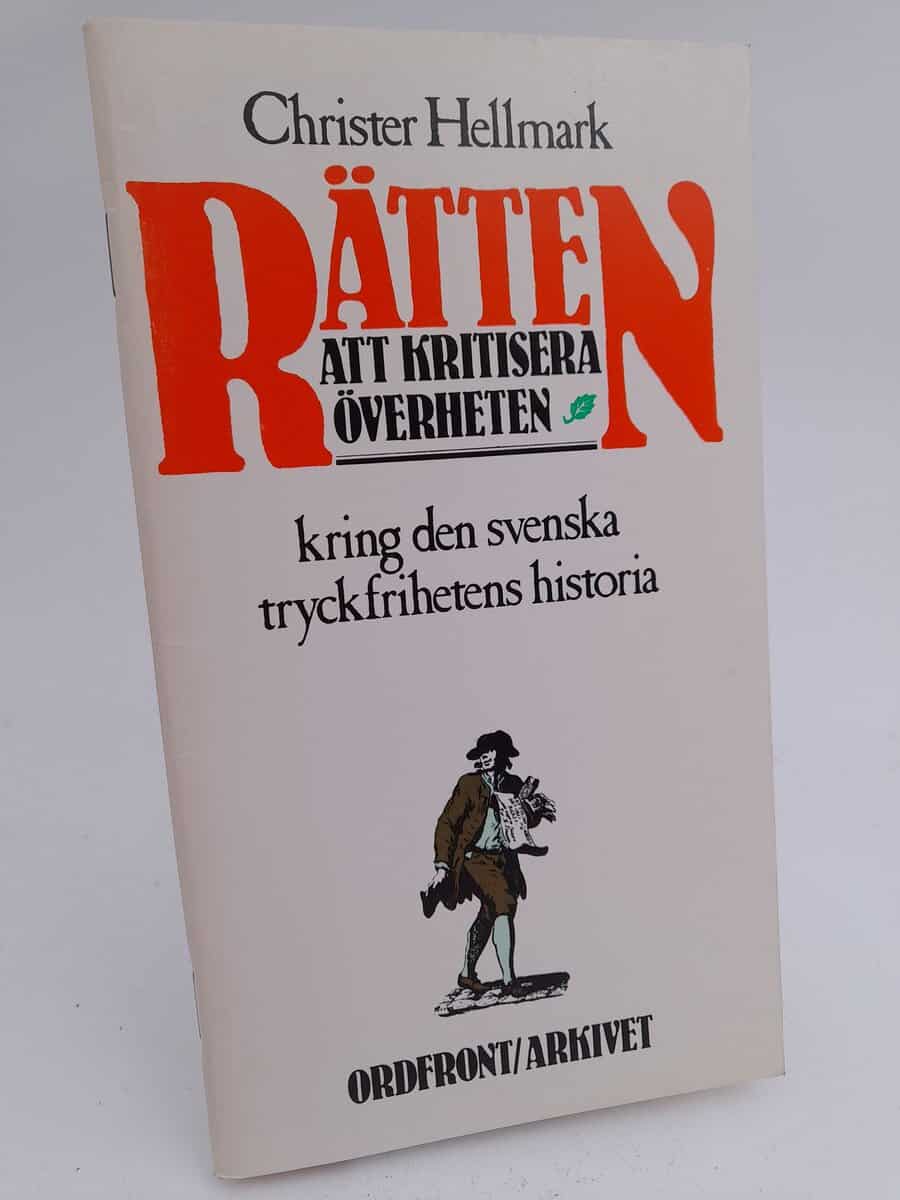 Christer Hellmark
RÄTTEN
ATT KRITISERA
ÖVERHETEN
kring den svenska
tryckfrihetens historia
ORDFRONT/ARKIVET